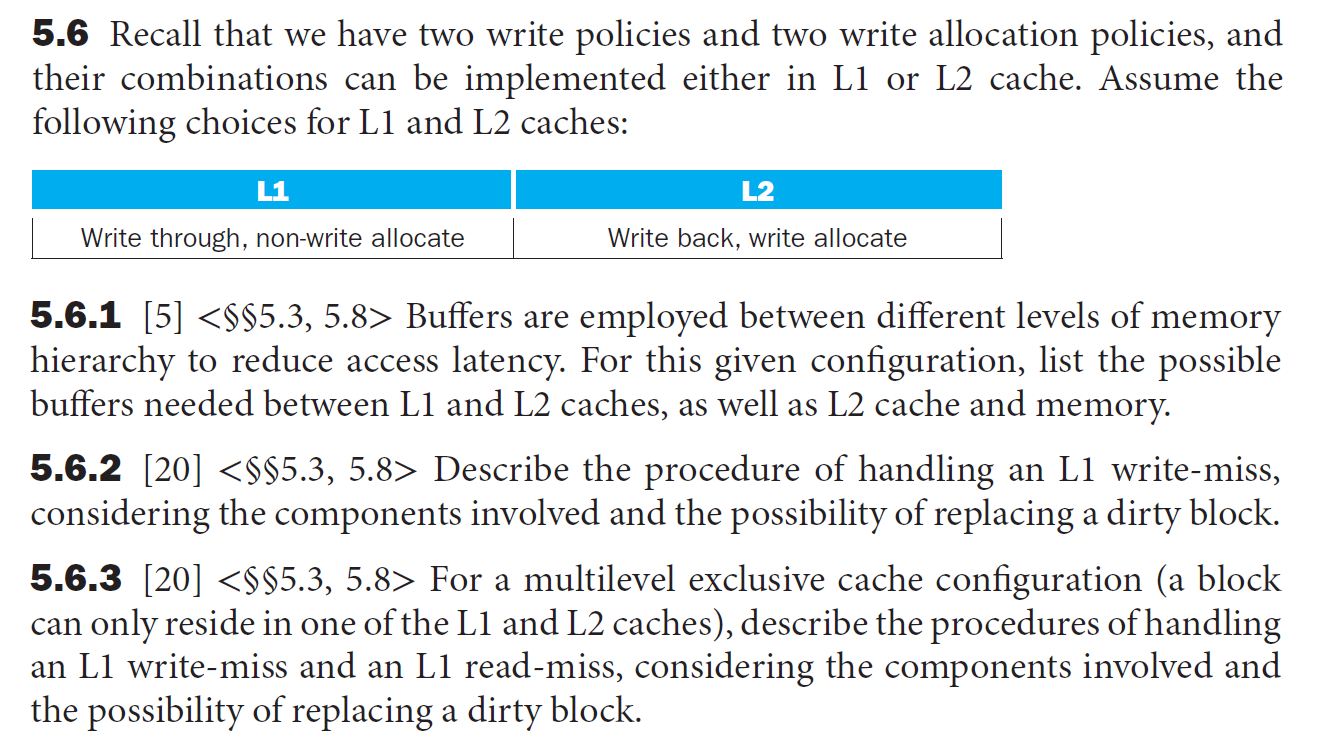 5.6 Recall that we have two write policies and two write allocation policies, and
their combinations can be implemented either in L1 or L2 cache. Assume the
following choices for L1 and L2 caches:
L1 L2
Write through, non-write allocate Write back, write allocate
5.6.1 [5] <§§5.3, 5.8> Buffers are employed between different levels of memory
hierarchy to reduce access latency. For this given configuration, list the possible
buffers needed between L1 and L2 caches, as well as L2 cache and memory.
5.6.2 [20] <§§5.3, 5.8> Describe the procedure of handling an L1 write-miss,
considering the components involved and the possibility of replacing a dirty block.
5.6.3 [20] <§§5.3, 5.8> For a multilevel exclusive cache configuration (a block
can only reside in one of the L1 and L2 caches), describe the procedures of handling
an L1 write-miss and an L1 read-miss, considering the components involved and
the possibility of replacing a dirty block.